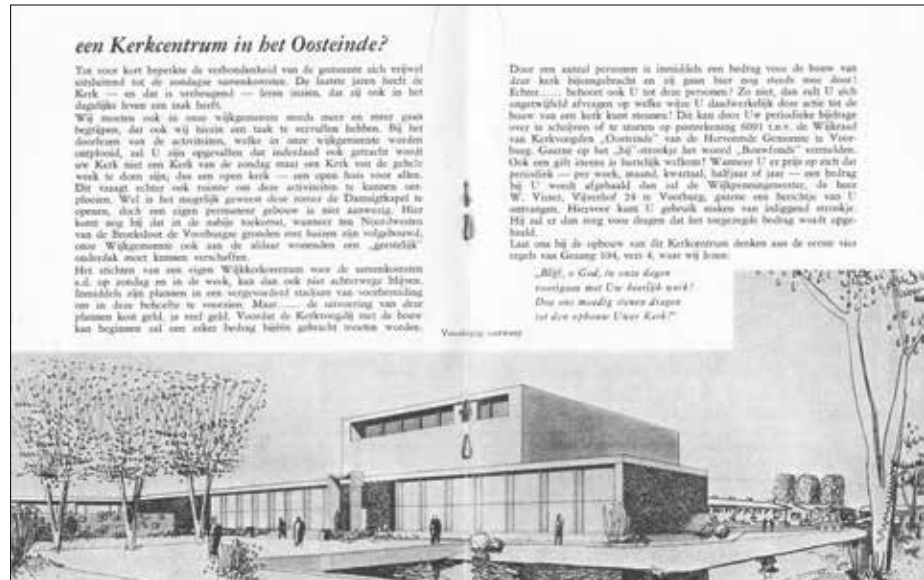 een Kerkcentrum in het Oosteinde?
Tot voor kort beperkte de verbondenheid van de gemeente zich vrijwel
uitsluitend tot de zondagse samenkomsten. De laatste jaren heeft de
Kerk — en dat is verheugend — leren inzien, dat zij ook in het
dagelijks leven een taak heeft.
Wij moeten ook in onze wijkgemeente steeds meer en meer gaan
begrijpen, dat ook wij hierin een taak te vervullen hebben. Bij het
doorlezen van de activiteiten, welke in onze wijkgemeente worden
ontplooid, zal U zijn opgevallen dat inderdaad ook getracht wordt
uw Kerk niet een Kerk van de zondag maar een Kerk van de gehele
week te doen zijn, dus een open kerk — een open huis voor allen.
Dit vraagt echter ook ruimte om deze activiteiten te kunnen ont-
plooien. Wel is het mogelijk geweest deze zomer de Damsigtkapel te
openen, doch een eigen permanent gebouw is niet aanwezig. Hier
komt nog bij dat in de nabije toekomst, wanneer ten Noordwesten
van de Broeksloot de Voorburgse gronden met huizen zijn volgebouwd,
onze Wijkgemeente ook aan de aldaar wonenden een „geestelijk"
onderdak moet kunnen verschaffen.
Het stichten van een eigen Wijkkerkcentrum voor de samenkomsten
e.d. op zondag en in de week, kan dan ook niet achterwege blijven.
Inmiddels zijn plannen in een vergevorderd stadium van voorbereiding
om in deze behoefte te voorzien. Maar...... de uitvoering van deze
plannen kost geld, ja veel geld. Voordat de Kerkvoogdij met de bouw
kan beginnen zal een zeker bedrag bijéén gebracht moeten worden.
Door een aantal personen is inmiddels een bedrag voor de bouw van
deze kerk bijeengebracht en zij gaan hier nog steeds mee door!
Echter...... behoort ook U tot deze personen? Zo niet, dan zult U zich
ongetwijfeld afvragen op welke wijze U daadwerkelijk deze actie tot de
bouw van een kerk kunt steunen! Dit kan door Uw periodieke bijdrage
over te schrijven of te storten op postrekening 6091 t.n.v. de Wijkraad
van Kerkvoogden „Oosteinde" van de Hervormde Gemeente te Voor-
burg. Gaarne op het „bij"-strookje het woord „Bouwfonds" vermelden.
Ook een gift ineens is hartelijk welkom! Wanneer U er prijs op stelt dat
periodiek — per week, maand, kwartaal, halfjaar of jaar — een bedrag
bij U wordt afgehaald dan zal de Wijkpenningmeester, de heer
W. Visser, Vijverhof 24 te Voorburg, gaarne een berichtje van U
ontvangen. Hiervoor kunt U gebruik maken van inliggend strookje.
Hij zal er dan zorg voor dragen dat het toegezegde bedrag wordt opge-
haald.
Laat ons bij de opbouw van dit Kerkcentrum denken aan de eerste vier
regels van Gezang 104, vers 4, waar wij lezen:
„Blijf, o God, in onze dagen
voortgaan met Uw heerlijk werk!
Doe ons moedig stenen dragen
tot den opbouw Uwer Kerk!"
Voorlopig ontwerp